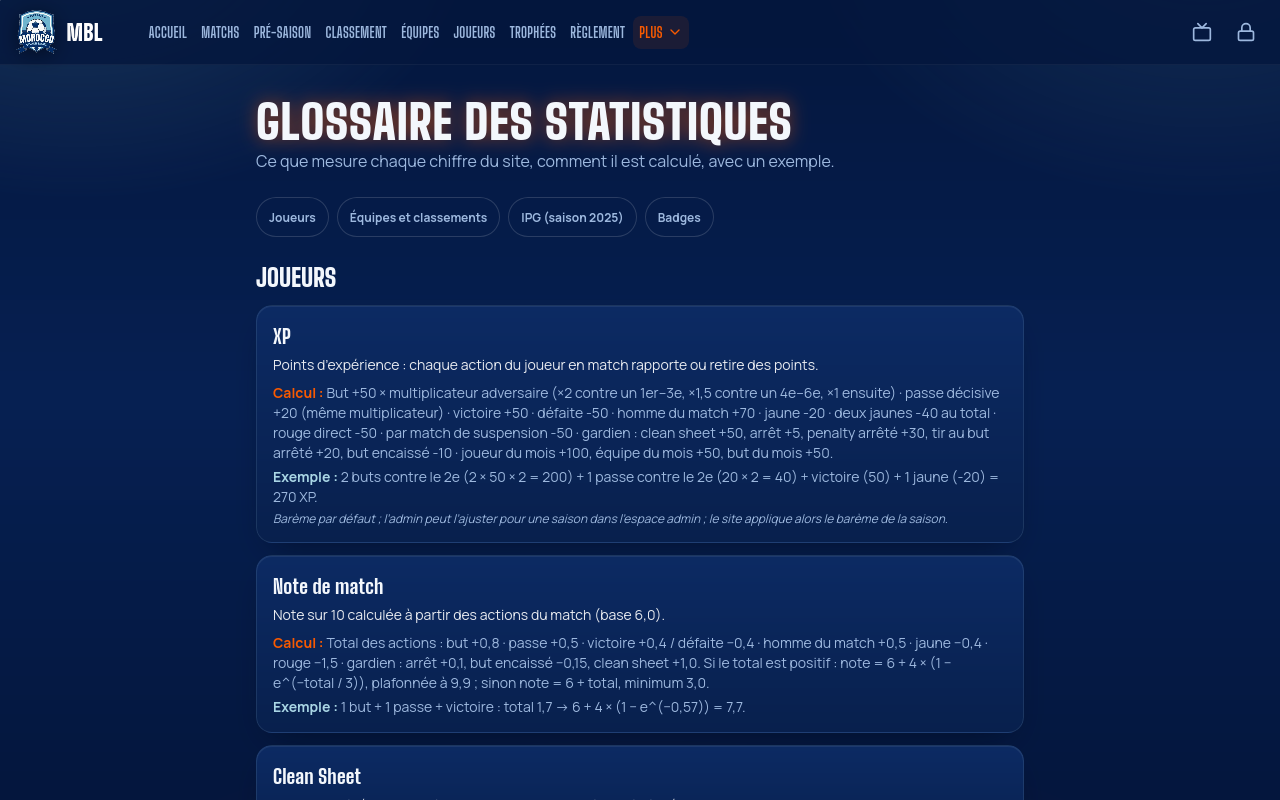 MOROCCO
MBL
ACCUEIL MATCHS PRÉ-SAISON CLASSEMENT ÉQUIPES JOUEURS TROPHÉES RÈGLEMENT PLUS
GLOSSAIRE DES STATISTIQUES
Ce que mesure chaque chiffre du site, comment il est calculé, avec un exemple.
Joueurs Équipes et classements IPG (saison 2025) Badges
JOUEURS
XP
Points d'expérience : chaque action du joueur en match rapporte ou retire des points.
Calcul : But +50 × multiplicateur adversaire (×2 contre un 1er–3e, ×1,5 contre un 4e–6e, ×1 ensuite) · passe décisive
+20 (même multiplicateur) · victoire +50 · défaite -50 · homme du match +70 · jaune -20 · deux jaunes -40 au total ·
rouge direct -50 · par match de suspension -50 · gardien : clean sheet +50, arrêt +5, penalty arrêté +30, tir au but
arrêté +20, but encaissé -10 · joueur du mois +100, équipe du mois +50, but du mois +50.
Exemple : 2 buts contre le 2e (2 × 50 × 2 = 200) + 1 passe contre le 2e (20 × 2 = 40) + victoire (50) + 1 jaune (-20) =
270 XP.
Barème par défaut ; l'admin peut l'ajuster pour une saison dans l'espace admin ; le site applique alors le barème de la saison.
Note de match
Note sur 10 calculée à partir des actions du match (base 6,0).
Calcul : Total des actions : but +0,8 · passe +0,5 · victoire +0,4 / défaite −0,4 · homme du match +0,5 · jaune −0,4 ·
rouge −1,5 · gardien : arrêt +0,1, but encaissé −0,15, clean sheet +1,0. Si le total est positif : note = 6 + 4 × (1 −
e^(−total / 3)), plafonnée à 9,9 ; sinon note = 6 + total, minimum 3,0.
Exemple : 1 but + 1 passe + victoire : total 1,7 → 6 + 4 × (1 − e^(−0,57)) = 7,7.
Clean Sheet